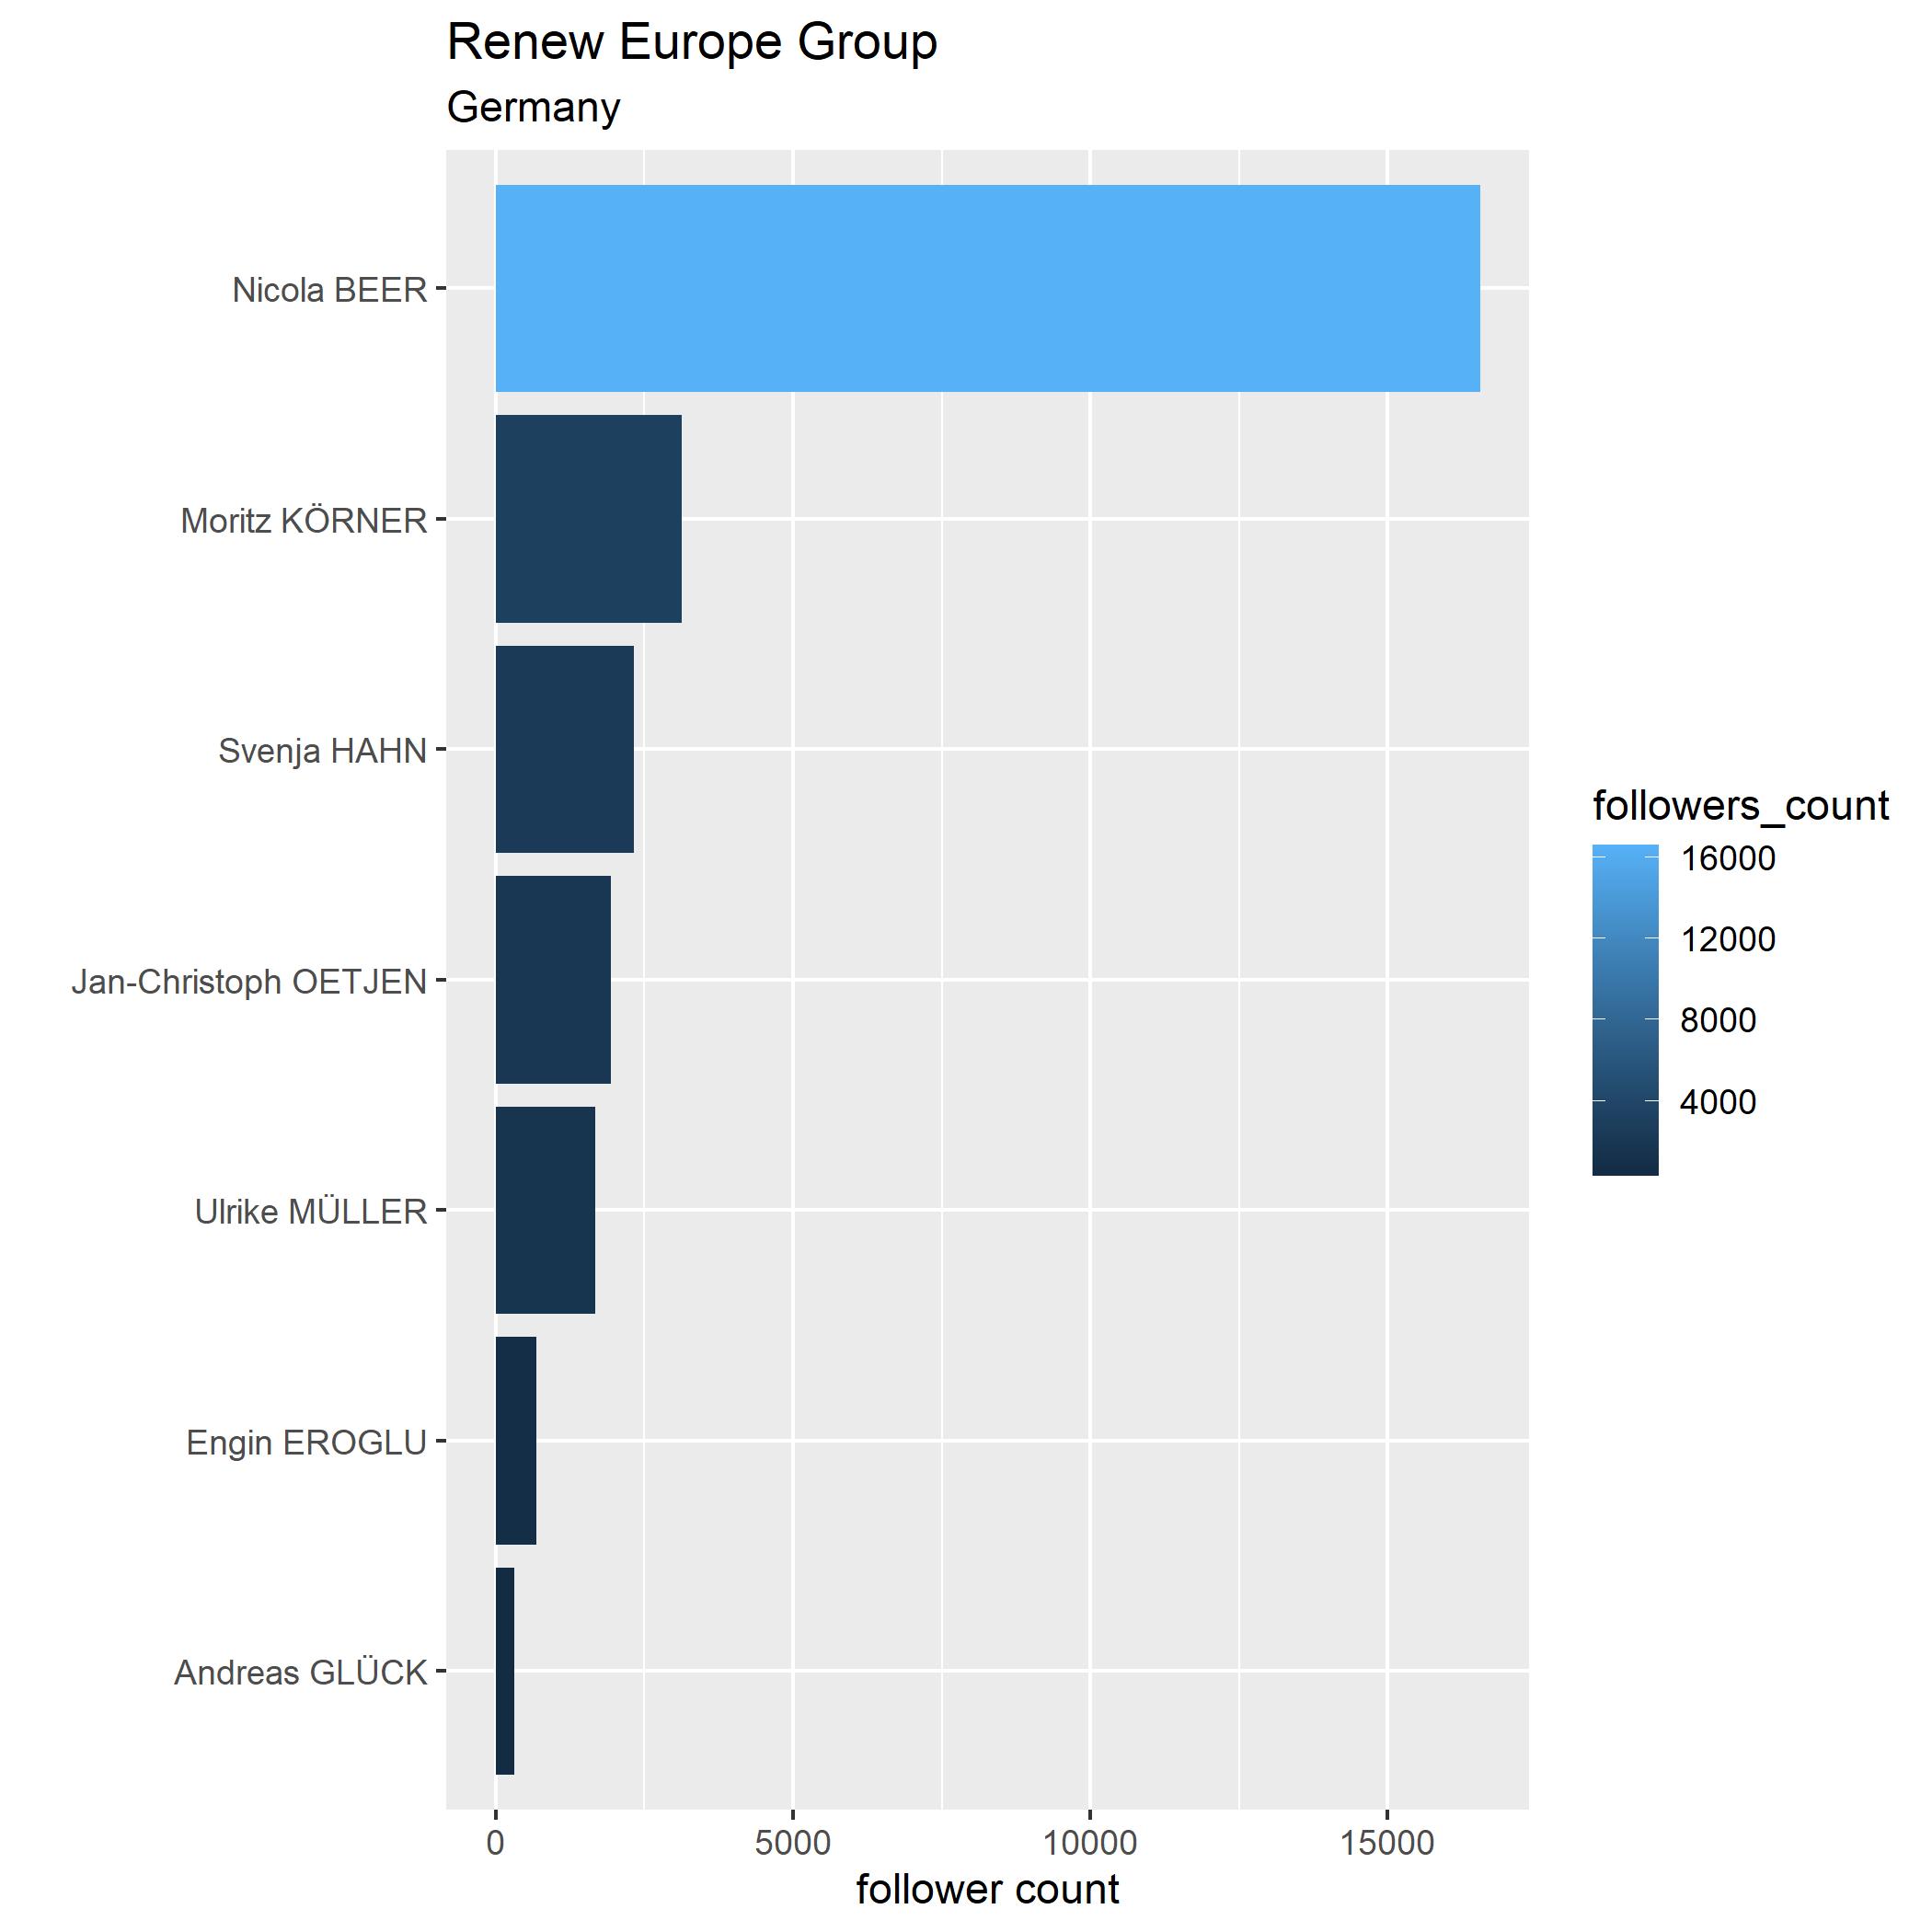 Renew Europe Group
Germany
Nicola BEER
Moritz KÖRNER
Svenja HAHN
Jan-Christoph OETJEN
Ulrike MÜLLER
Engin EROGLU
Andreas GLÜCK
0 5000 10000 15000
follower count
followers_count
16000
12000
8000
4000